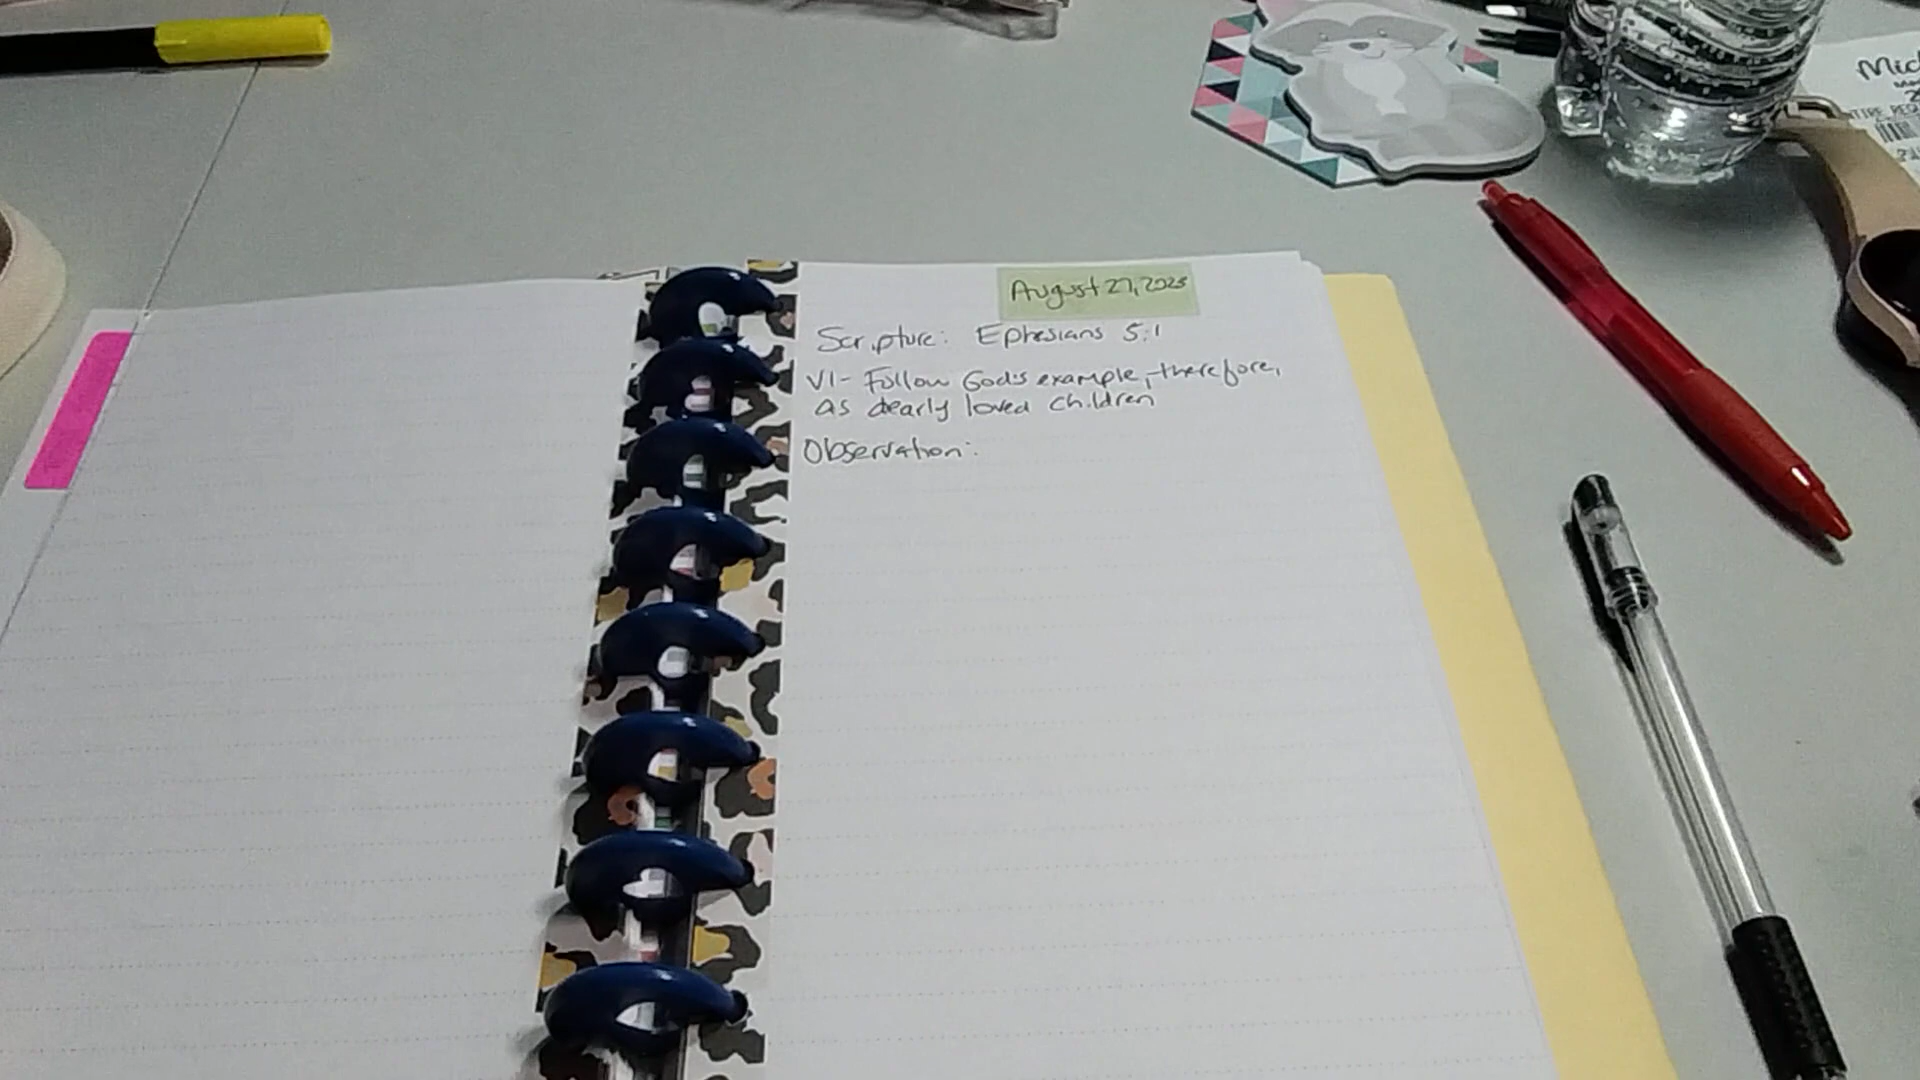 August 27, 2023
Scripture: Ephesians 5:1
V1- Follow God's example, therefore,
as dearly loved children
Observation: